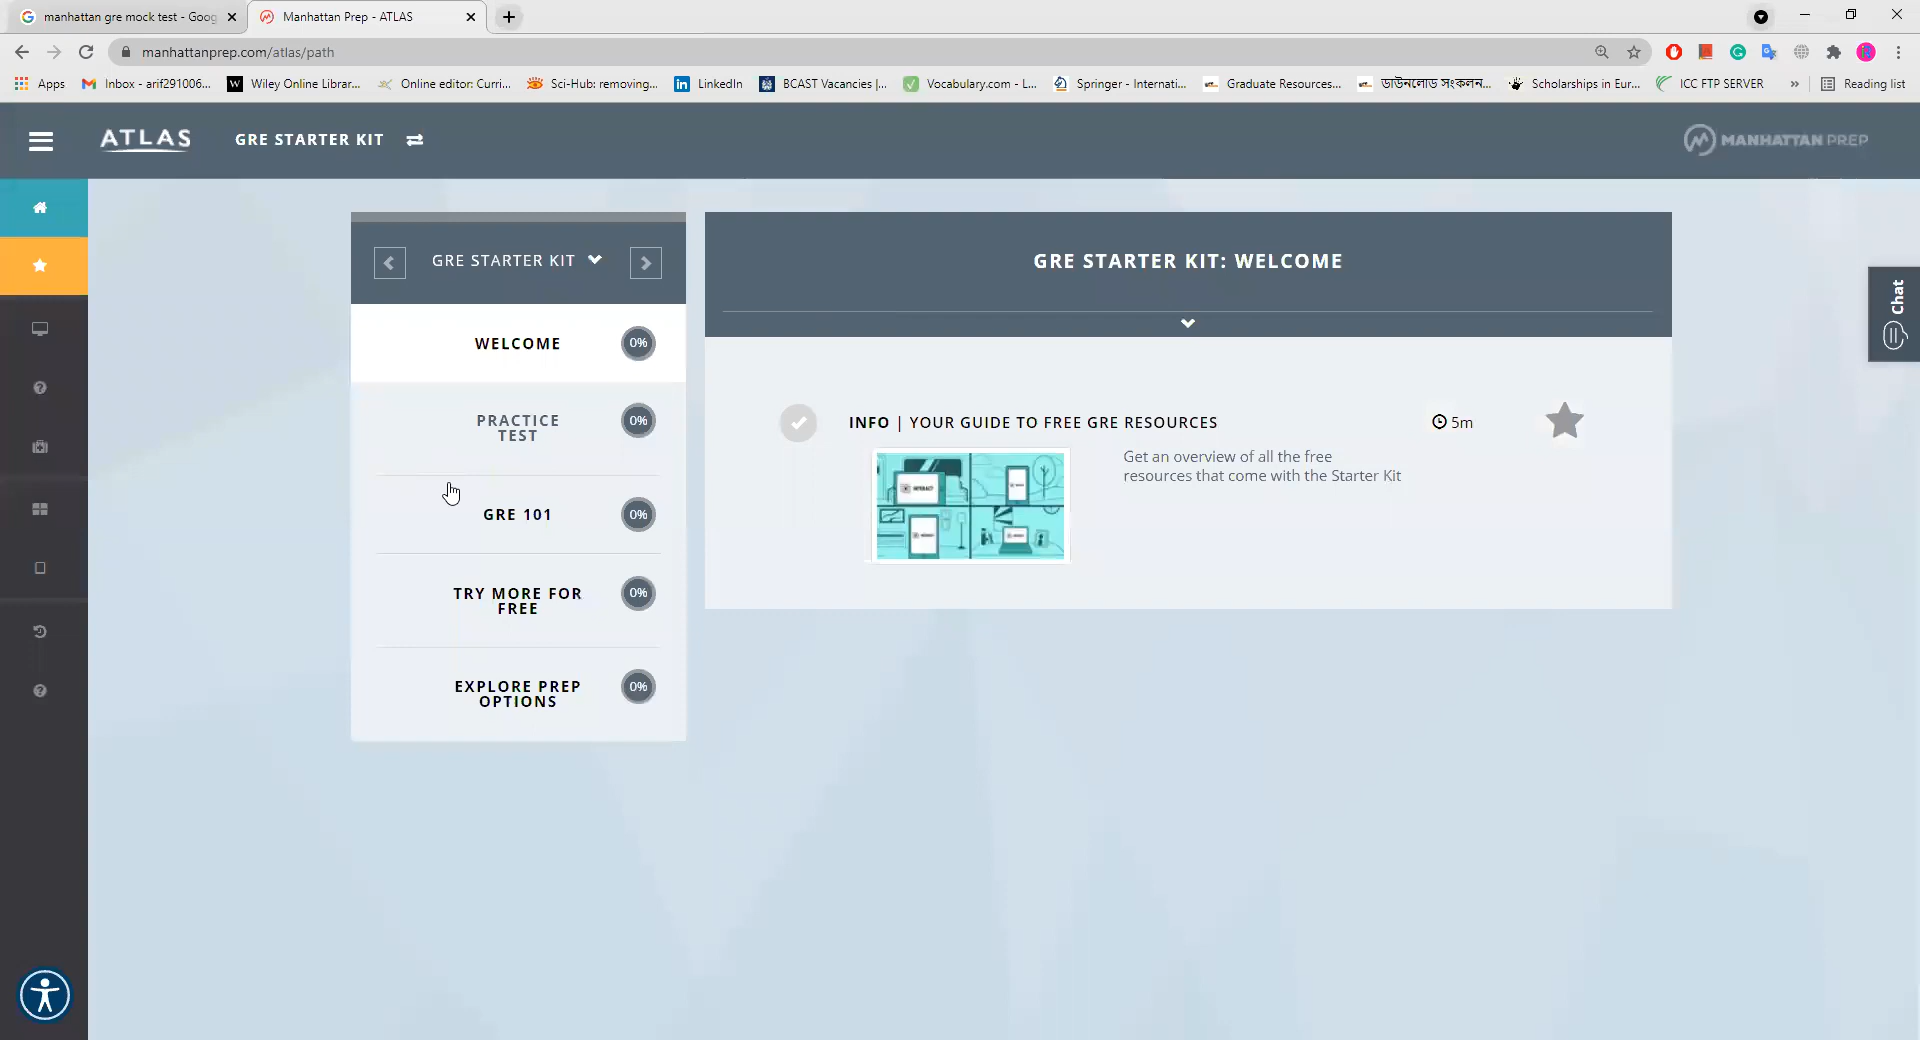 manhattan gre mock test - Goog
Manhattan Prep - ATLAS
manhattanprep.com/atlas/path
Apps
Inbox - arif291006...
Wiley Online Librar...
Online editor: Curri...
Sci-Hub: removing...
LinkedIn
BCAST Vacancies |...
Vocabulary.com - L...
Springer - Internati...
Graduate Resources...
ডাউনলোড সংকলন...
Scholarships in Eur...
ICC FTP SERVER
»
Reading list
ATLAS
GRE STARTER KIT
MANHATTAN PREP
GRE STARTER KIT
WELCOME
0%
PRACTICE
TEST
0%
GRE 101
0%
TRY MORE FOR
FREE
0%
EXPLORE PREP
OPTIONS
0%
GRE STARTER KIT: WELCOME
INFO | YOUR GUIDE TO FREE GRE RESOURCES
5m
Get an overview of all the free
resources that come with the Starter Kit
Chat